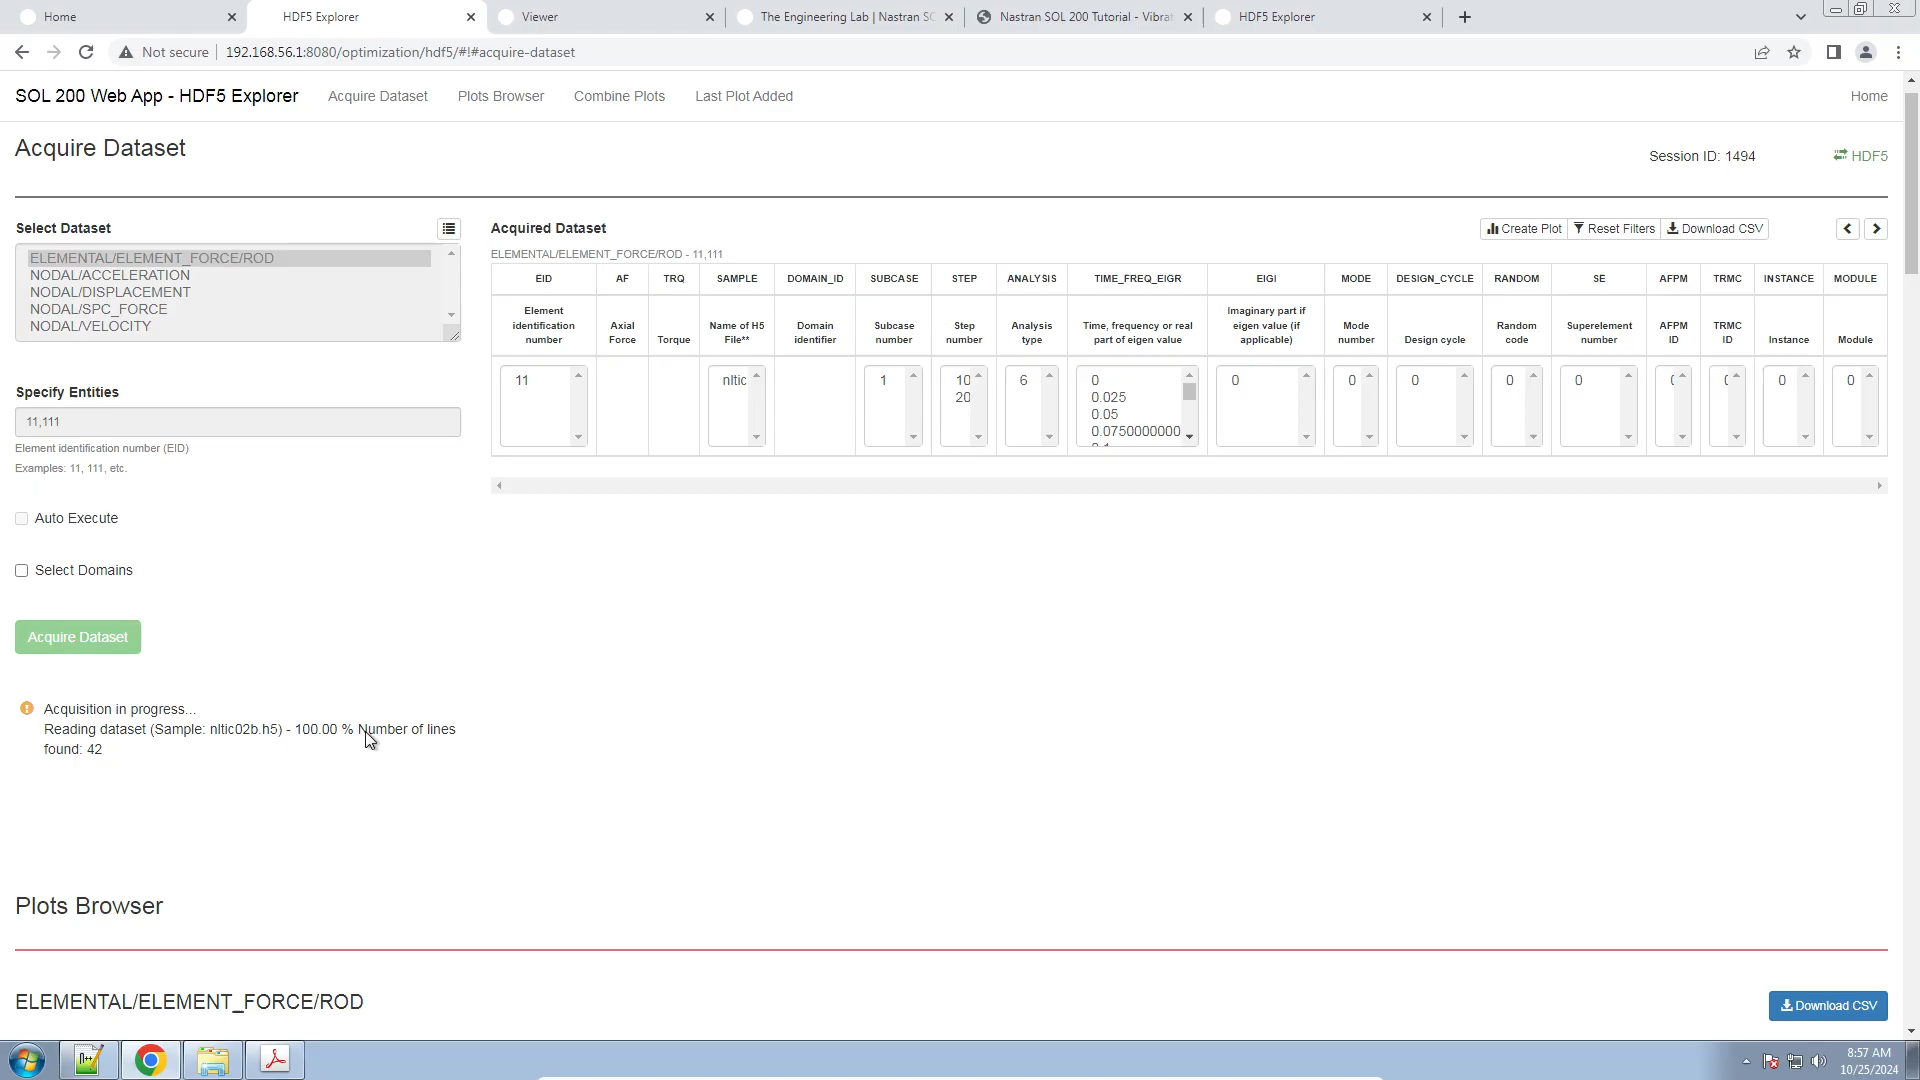 Home
HDF5 Explorer
Viewer
The Engineering Lab | Nastran SC
Nastran SOL 200 Tutorial - Vibrat
HDF5 Explorer
Not secure
192.168.56.1:8080/optimization/hdf5/#!#acquire-dataset
SOL 200 Web App - HDF5 Explorer
Acquire Dataset
Plots Browser
Combine Plots
Last Plot Added
Home
Acquire Dataset
Session ID: 1494
HDF5
Select Dataset
ELEMENTAL/ELEMENT_FORCE/ROD
NODAL/ACCELERATION
NODAL/DISPLACEMENT
NODAL/SPC_FORCE
NODAL/VELOCITY
Specify Entities
11,111
Element identification number (EID)
Examples: 11, 111, etc.
Auto Execute
Select Domains
Acquire Dataset
Acquisition in progress...
Reading dataset (Sample: nltic02b.h5) - 100.00 % Number of lines
found: 42
Acquired Dataset
Create Plot
Reset Filters
Download CSV
ELEMENTAL/ELEMENT_FORCE/ROD - 11,111
EID AF TRQ SAMPLE DOMAIN_ID SUBCASE STEP ANALYSIS TIME_FREQ_EIGR EIGI MODE DESIGN_CYCLE RANDOM SE AFPM TRMC INSTANCE MODULE
Element identification number
Axial Force
Torque
Name of H5 File**
Domain identifier
Subcase number
Step number
Analysis type
Time, frequency or real part of eigen value
Imaginary part if eigen value (if applicable)
Mode number
Design cycle
Random code
Superelement number
AFPM ID
TRMC ID
Instance
Module
11
nltic
1
10
20
6
0
0.025
0.05
0.0750000000
0
0
0
0
0
0
0
Plots Browser
ELEMENTAL/ELEMENT_FORCE/ROD
Download CSV
8:57 AM
10/25/2024